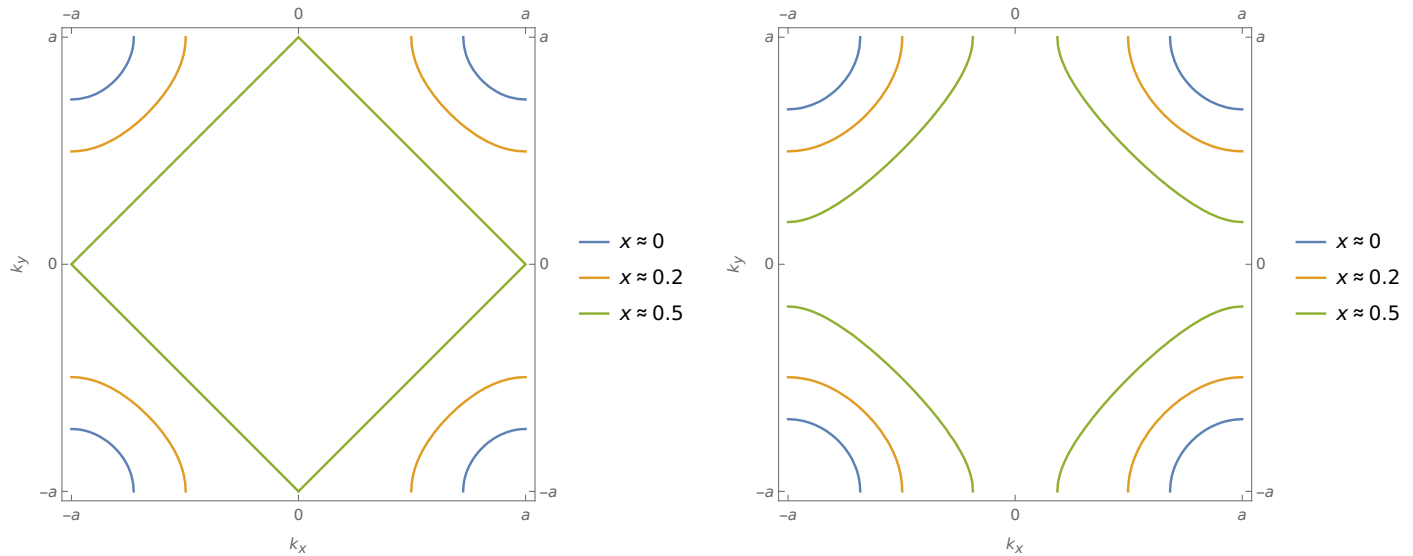 –a 0 a
a a
k_y 0 0
–a –a
–a 0 a
k_x
x ≈ 0
x ≈ 0.2
x ≈ 0.5
–a 0 a
a a
k_y 0 0
–a –a
–a 0 a
k_x
x ≈ 0
x ≈ 0.2
x ≈ 0.5